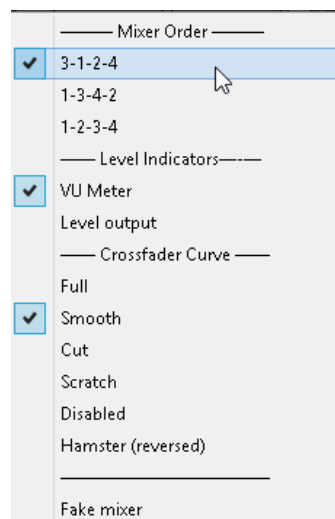 Mixer Order
3-1-2-4
1-3-4-2
1-2-3-4
Level Indicators
VU Meter
Level output
Crossfader Curve
Full
Smooth
Cut
Scratch
Disabled
Hamster (reversed)
Fake mixer